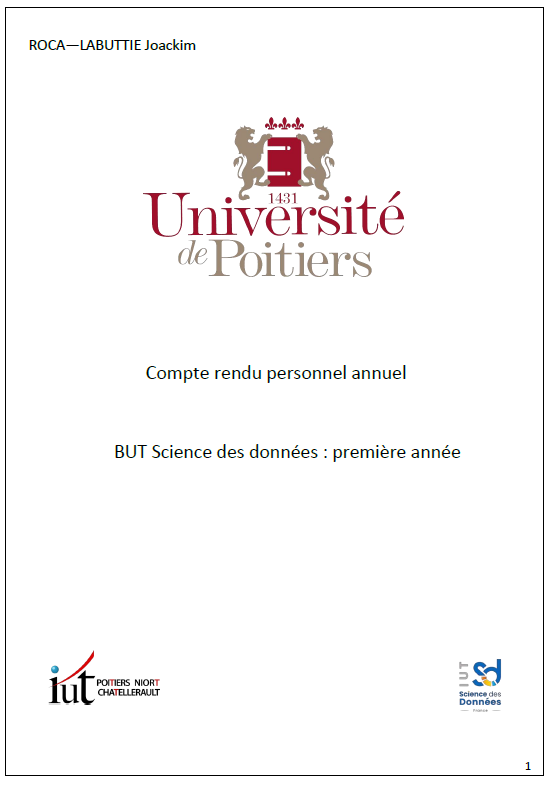 ROCA—LABUTTIE Joackim
1431
Université
de Poitiers
Compte rendu personnel annuel
BUT Science des données : première année
iut POITIERS NIORT
CHATELLERAULT
IUT sd
Science des
Données
France
1